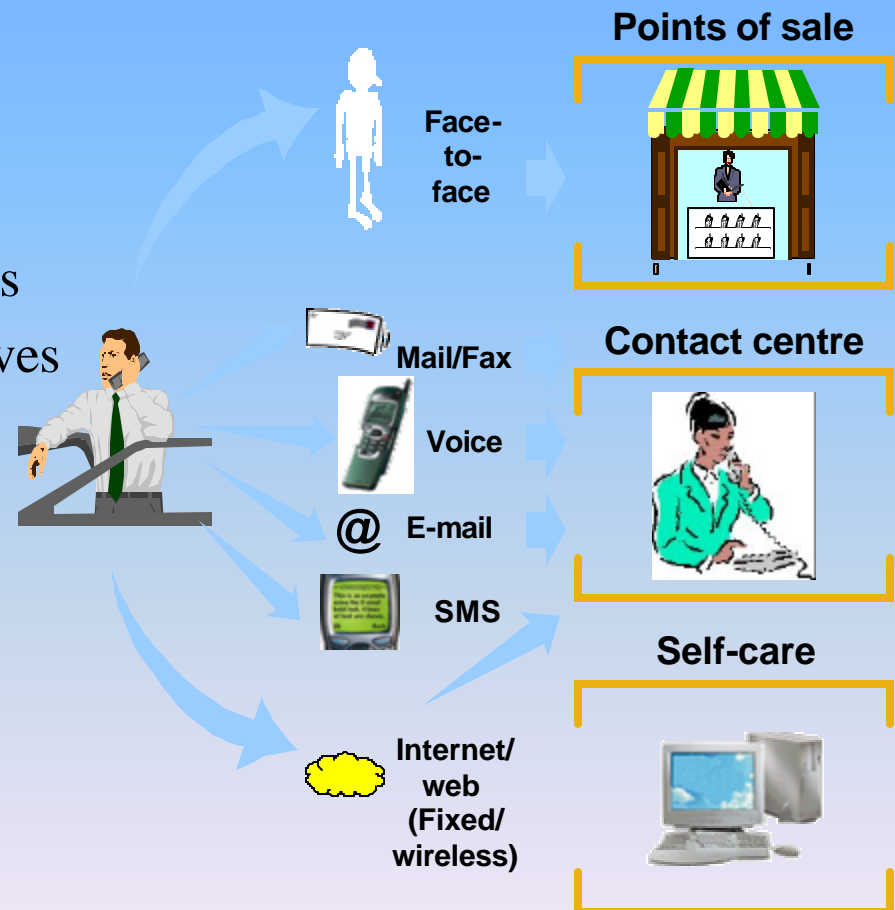 Points of sale
Face-
to-
face
s
ves
Mail/Fax
Contact centre
Voice
@ E-mail
SMS
Self-care
Internet/
web
(Fixed/
wireless)